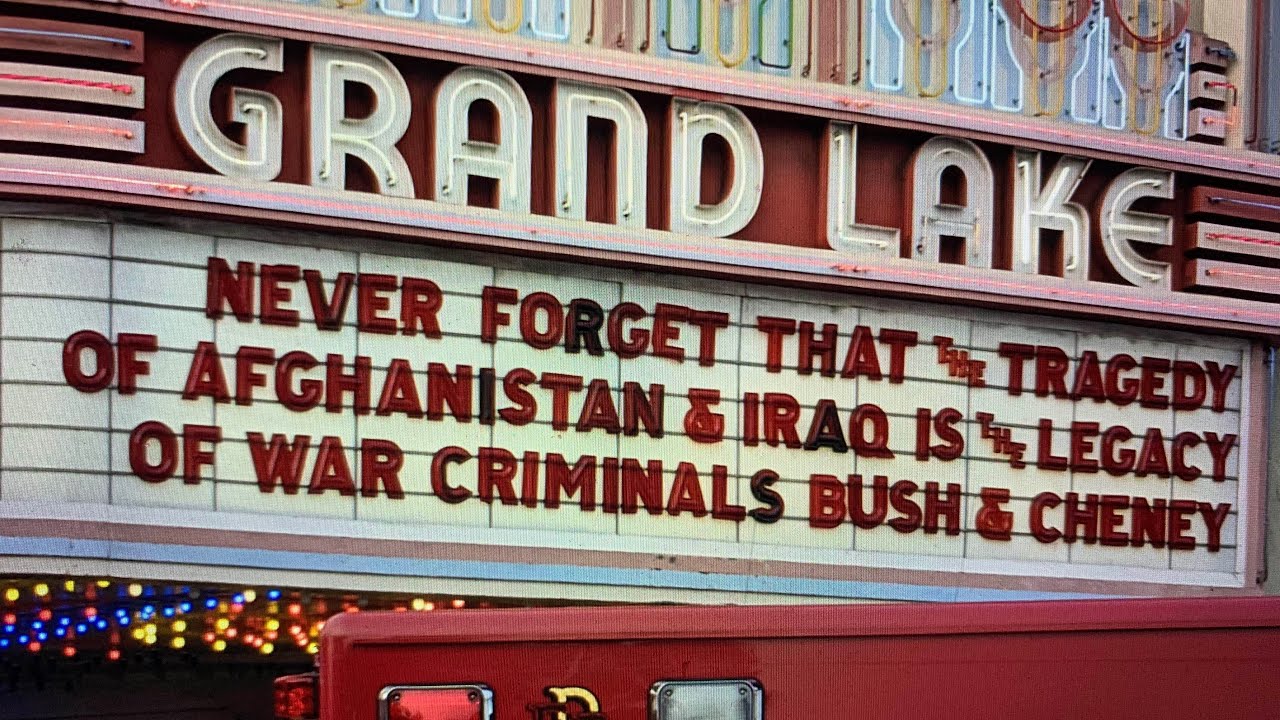 GRAND LAKE
NEVER FORGET THAT THE TRAGEDY
OF AFGHANISTAN & IRAQ IS THE LEGACY
OF WAR CRIMINALS BUSH & CHENEY